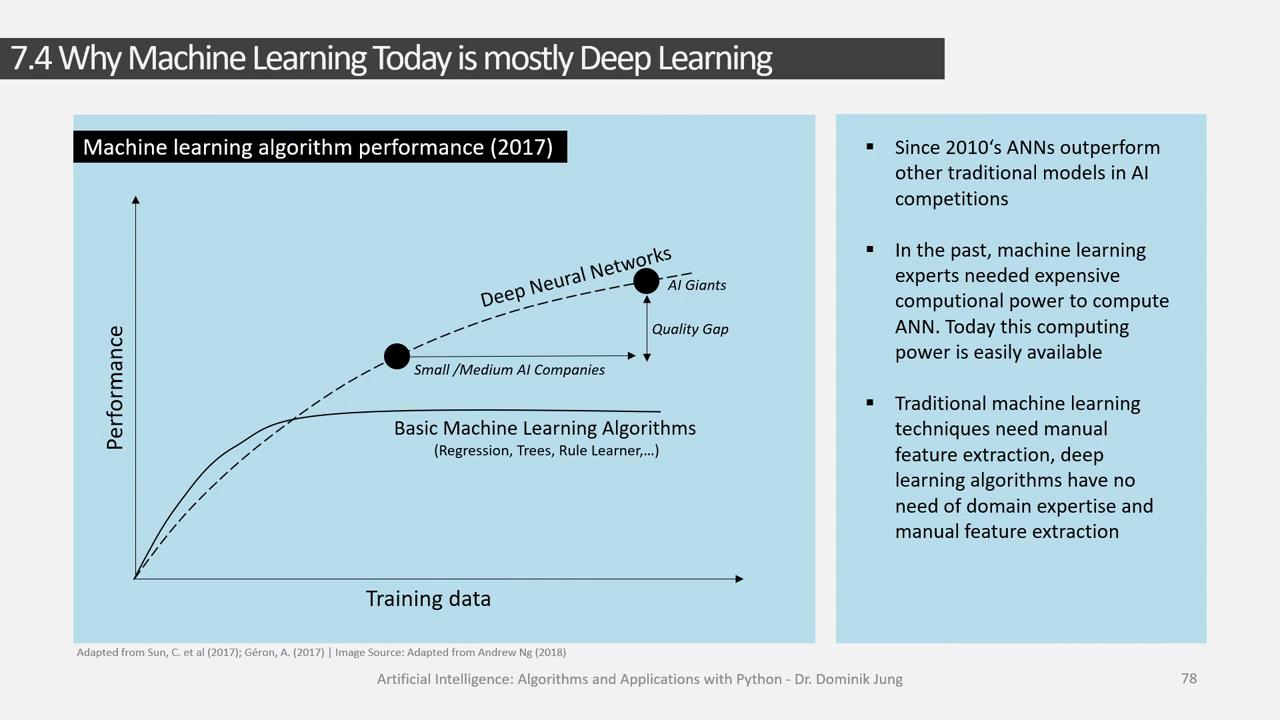 7.4 Why Machine Learning Today is mostly Deep Learning
Machine learning algorithm performance (2017)
Performance
Deep Neural Networks
AI Giants
Quality Gap
Small /Medium AI Companies
Basic Machine Learning Algorithms
(Regression, Trees, Rule Learner,...)
Training data
▪ Since 2010‘s ANNs outperform
other traditional models in AI
competitions
▪ In the past, machine learning
experts needed expensive
computional power to compute
ANN. Today this computing
power is easily available
▪ Traditional machine learning
techniques need manual
feature extraction, deep
learning algorithms have no
need of domain expertise and
manual feature extraction
Adapted from Sun, C. et al (2017); Géron, A. (2017) | Image Source: Adapted from Andrew Ng (2018)
Artificial Intelligence: Algorithms and Applications with Python - Dr. Dominik Jung
78